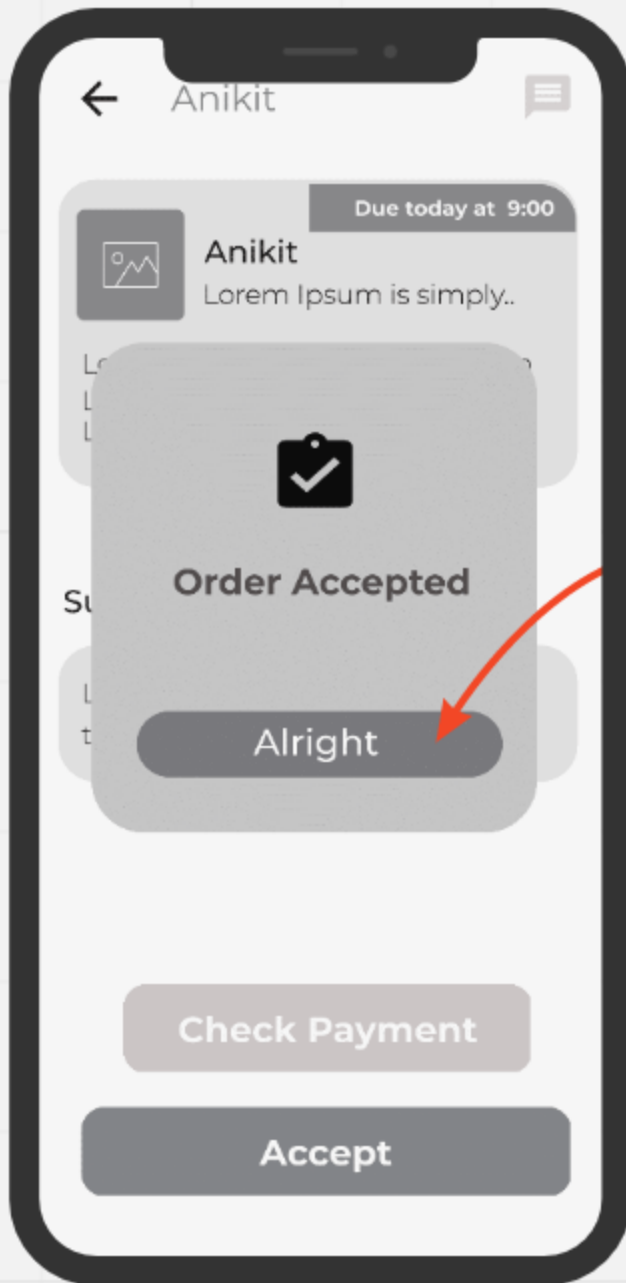 Anikit
Due today at 9:00
Anikit
Lorem Ipsum is simply..
Order Accepted
Alright
Check Payment
Accept